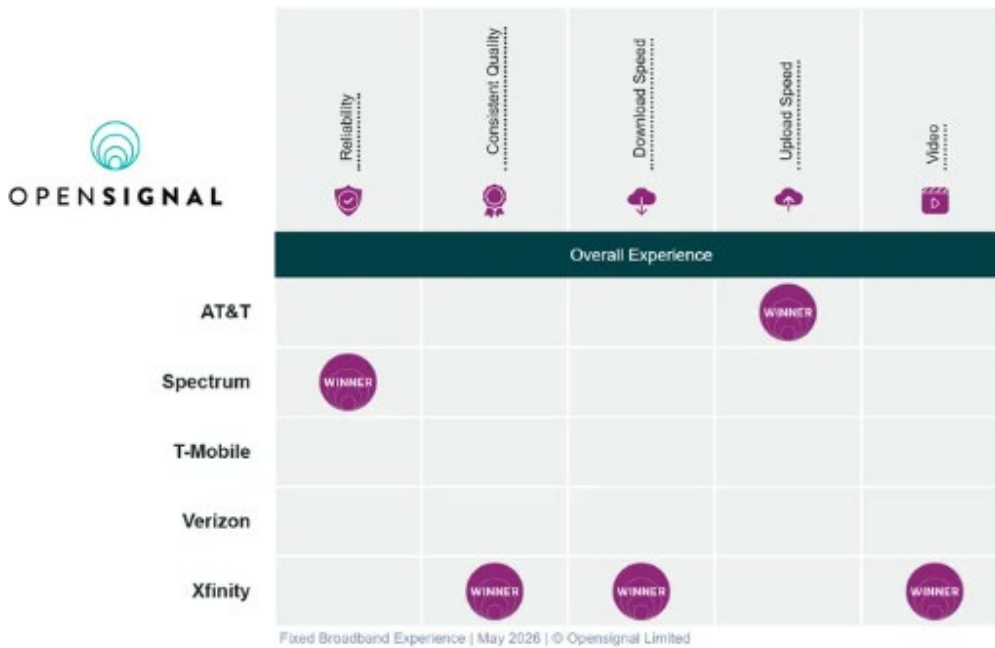 OPENSIGNAL
Reliability
Consistent Quality
Download Speed
Upload Speed
Video
Overall Experience
AT&T
WINNER
Spectrum
WINNER
T-Mobile
Verizon
Xfinity
WINNER
WINNER
WINNER
Fixed Broadband Experience | May 2026 | © Opensignal Limited